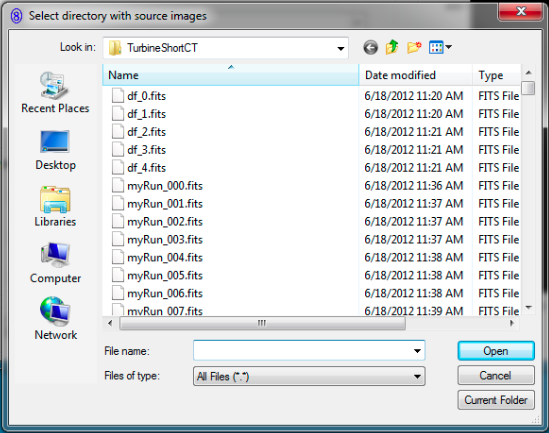 Select directory with source images
Look in: TurbineShortCT
Name Date modified Type
df_0.fits 6/18/2012 11:20 AM FITS File
df_1.fits 6/18/2012 11:20 AM FITS File
df_2.fits 6/18/2012 11:21 AM FITS File
df_3.fits 6/18/2012 11:21 AM FITS File
df_4.fits 6/18/2012 11:21 AM FITS File
myRun_000.fits 6/18/2012 11:36 AM FITS File
myRun_001.fits 6/18/2012 11:37 AM FITS File
myRun_002.fits 6/18/2012 11:37 AM FITS File
myRun_003.fits 6/18/2012 11:37 AM FITS File
myRun_004.fits 6/18/2012 11:38 AM FITS File
myRun_005.fits 6/18/2012 11:38 AM FITS File
myRun_006.fits 6/18/2012 11:38 AM FITS File
myRun_007.fits 6/18/2012 11:39 AM FITS File
Recent Places
Desktop
Libraries
Computer
Network
File name:
Open
Files of type: All Files (*.*)
Cancel
Current Folder